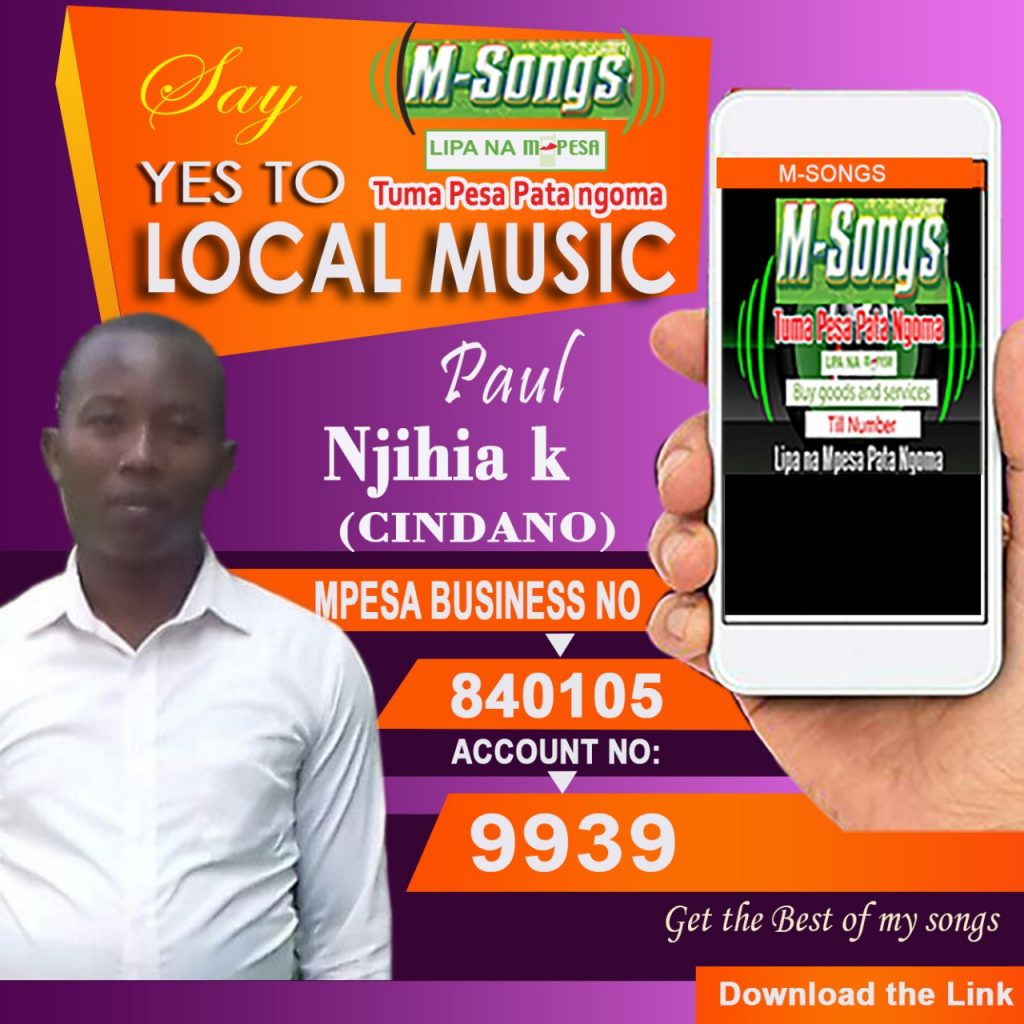 Say
M-Songs
LIPA NA M-PESA
YES TO
Tuma Pesa Pata ngoma
LOCAL MUSIC
Paul
Njihia k
(CINDANO)
MPESA BUSINESS NO
840105
ACCOUNT NO:
9939
Get the Best of my songs
Download the Link
M-SONGS
M-Songs
Tuma Pesa Pata Ngoma
LIPA NA M-PESA
Buy goods and services
Till Number
Lipa na Mpesa Pata Ngoma